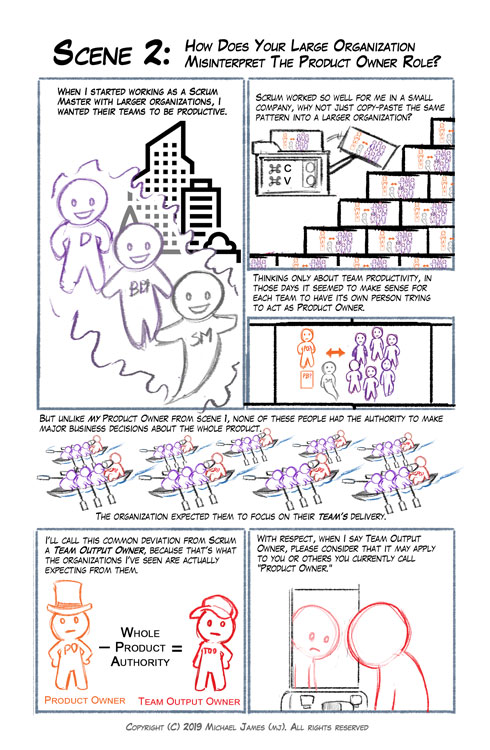 Scene 2: How Does Your Large Organization
Misinterpret The Product Owner Role?
When I started working as a Scrum
Master with larger organizations, I
wanted their teams to be productive.
D
BB
SM
Scrum worked so well for me in a small
company, why not just copy-paste the same
pattern into a larger organization?
⌘ C
⌘ V
Thinking only about team productivity, in
those days it seemed to make sense for
each team to have its own person trying
to act as Product Owner.
PO?
PB?
But unlike my Product Owner from scene 1, none of these people had the authority to make
major business decisions about the whole product.
The organization expected them to focus on their team's delivery.
I'll call this common deviation from Scrum
a Team Output Owner, because that's what
the organizations I've seen are actually
expecting from them.
PO
– Whole
Product
Authority
=
TOO
Product Owner
Team Output Owner
With respect, when I say Team Output
Owner, please consider that it may apply
to you or others you currently call
"Product Owner."
Copyright (C) 2019 Michael James (mj). All rights reserved